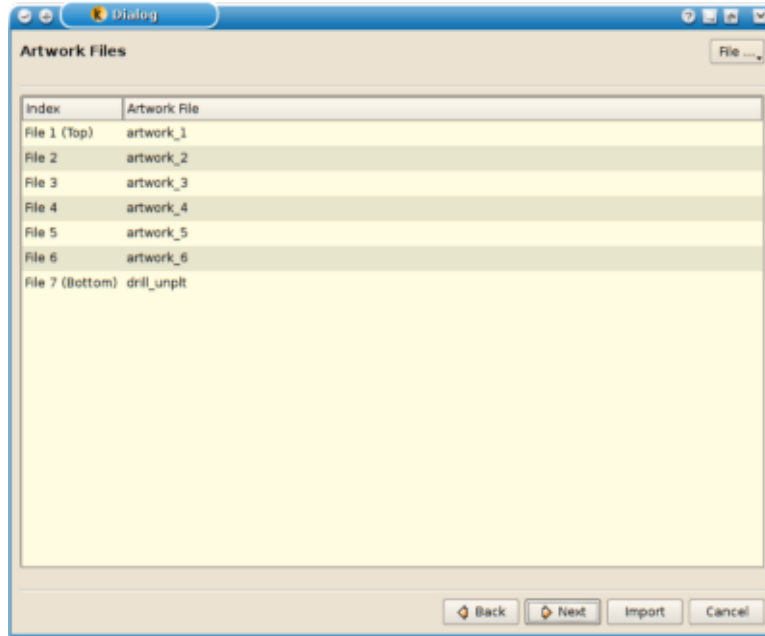 Dialog
Artwork Files
File ...
Index Artwork File
File 1 (Top) artwork_1
File 2 artwork_2
File 3 artwork_3
File 4 artwork_4
File 5 artwork_5
File 6 artwork_6
File 7 (Bottom) drill_unplt
Back Next Import Cancel